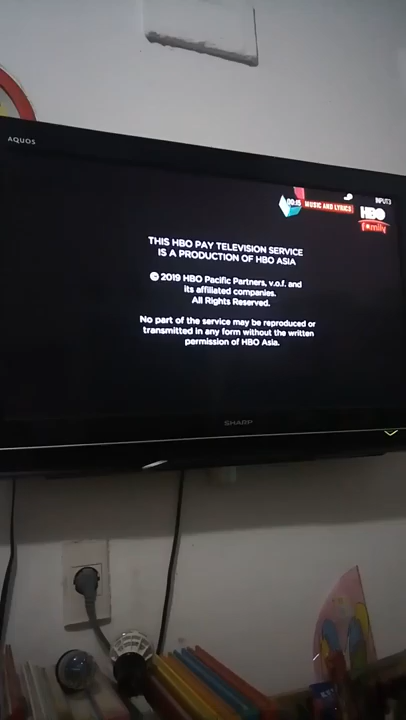 AQUOS
INPUT3
00:15 MUSIC AND LYRICS
HBO
family
THIS HBO PAY TELEVISION SERVICE
IS A PRODUCTION OF HBO ASIA
© 2019 HBO Pacific Partners, v.o.f. and
its affiliated companies.
All Rights Reserved.
No part of the service may be reproduced or
transmitted in any form without the written
permission of HBO Asia.
SHARP